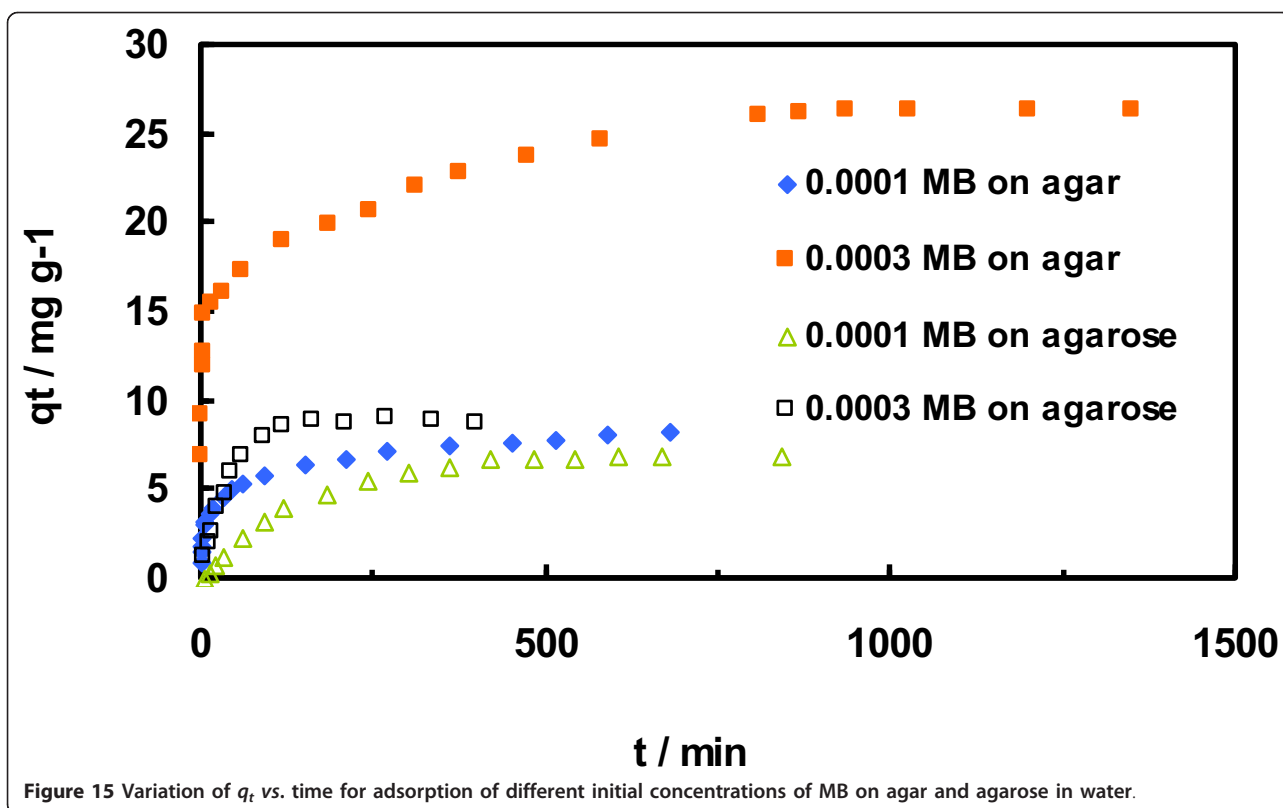 30
25
20
15
10
5
0
qt / mg g-1
0.0001 MB on agar
0.0003 MB on agar
0.0001 MB on agarose
0.0003 MB on agarose
0 500 1000 1500
t / min
Figure 15 Variation of qt vs. time for adsorption of different initial concentrations of MB on agar and agarose in water.